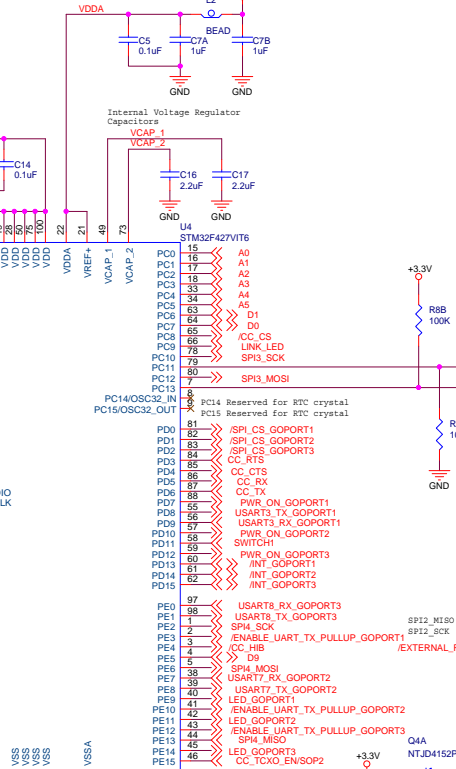 L2
VDDA
C5
0.1uF
C7A
1uF
BEAD
C7B
1uF
GND
GND
Internal Voltage Regulator
Capacitors
VCAP_1
VCAP_2
C14
0.1uF
C16
2.2uF
C17
2.2uF
GND
GND
28
50
75
100
22
21
49
73
VDD
VDD
VDD
VDD
VDD
VDDA
VREF+
VCAP_1
VCAP_2
U4
STM32F427VIT6
PC0 15 A0
PC1 16 A1
PC2 17 A2
PC3 18 A3
PC4 33 A4
PC5 34 A5
PC6 63 D1
PC7 64 D0
PC8 65 /CC_CS
PC9 66 LINK_LED
PC10 78 SPI3_SCK
PC11 79
PC12 80 SPI3_MOSI
PC13 7
PC14/OSC32_IN 8 PC14 Reserved for RTC crystal
PC15/OSC32_OUT 9 PC15 Reserved for RTC crystal
+3.3V
R8B
100K
GND
PD0 81 /SPI_CS_GOPORT1
PD1 82 /SPI_CS_GOPORT2
PD2 83 /SPI_CS_GOPORT3
PD3 84 CC_RTS
PD4 85 CC_CTS
PD5 86 CC_RX
PD6 87 CC_TX
PD7 88 PWR_ON_GOPORT1
PD8 55 USART3_TX_GOPORT1
PD9 56 USART3_RX_GOPORT1
PD10 57 PWR_ON_GOPORT2
PD11 58 SWITCH1
PD12 59 PWR_ON_GOPORT3
PD13 60 /INT_GOPORT1
PD14 61 /INT_GOPORT2
PD15 62 /INT_GOPORT3
PE0 97 USART8_RX_GOPORT3
PE1 98 USART8_TX_GOPORT3
PE2 1 SPI4_SCK
PE3 2 /ENABLE_UART_TX_PULLUP_GOPORT1
PE4 3 /CC_HIB
PE5 4 D9
PE6 5 SPI4_MOSI
PE7 38 USART7_RX_GOPORT2
PE8 39 USART7_TX_GOPORT2
PE9 40 LED_GOPORT1
PE10 41 /ENABLE_UART_TX_PULLUP_GOPORT2
PE11 42 LED_GOPORT2
PE12 43 /ENABLE_UART_TX_PULLUP_GOPORT3
PE13 44 SPI4_MISO
PE14 45 LED_GOPORT3
PE15 46 CC_TCXO_EN/SOP2
SPI2_MISO
SPI2_SCK
Q4A
NTJD4152P
+3.3V
VSS
VSS
VSS
VSS
VSSA